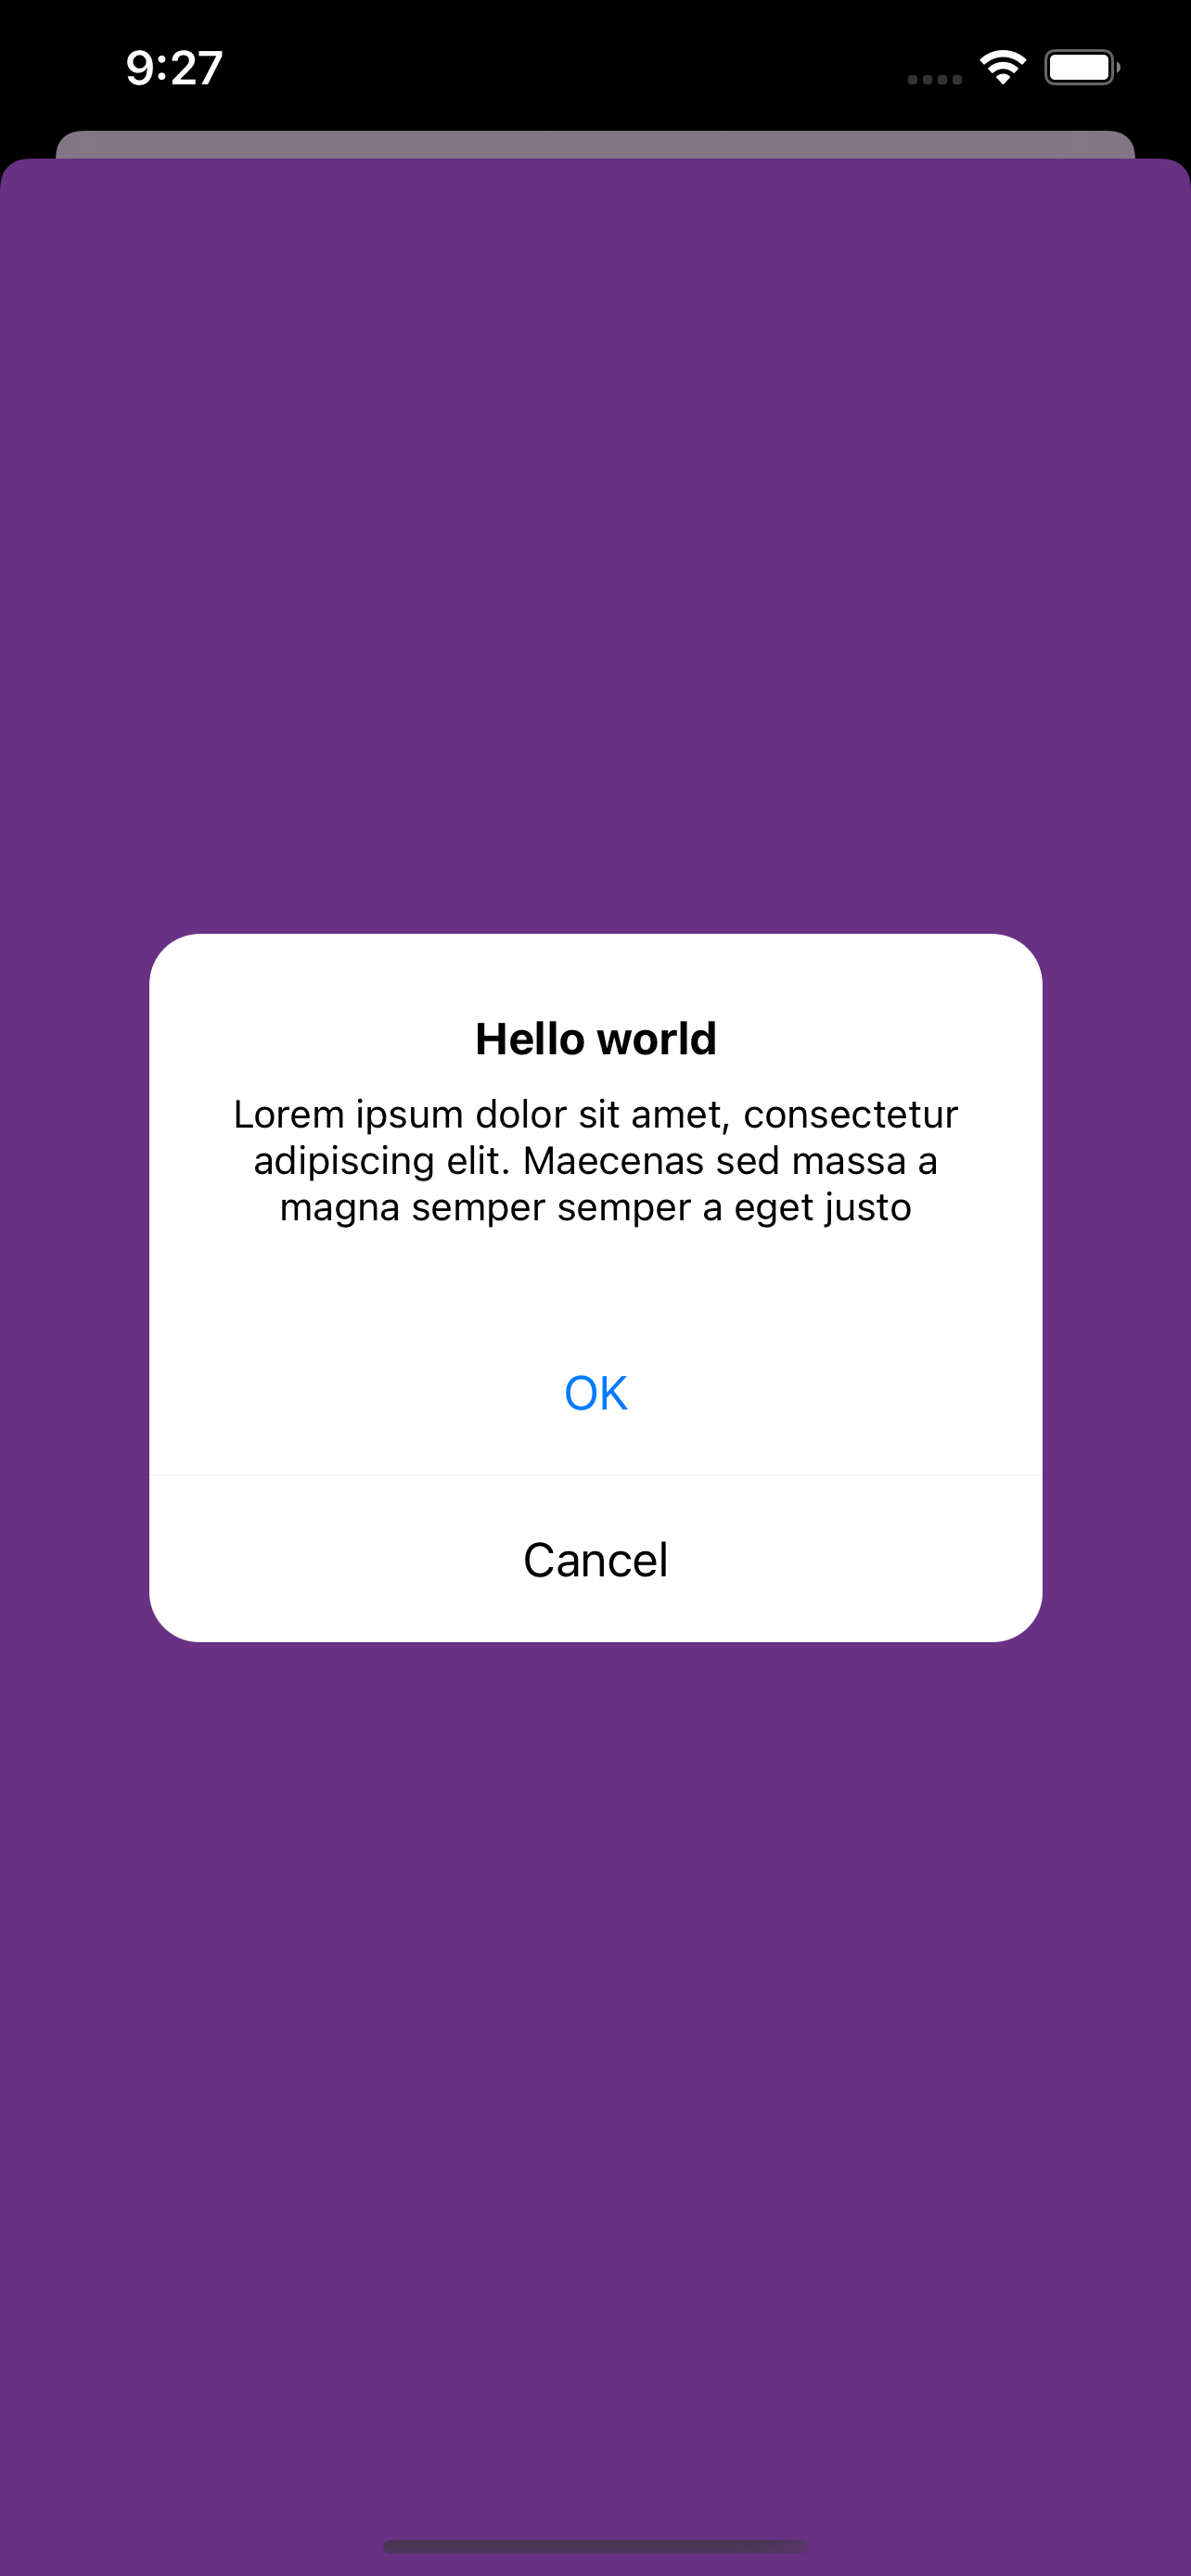 9:27
Hello world
Lorem ipsum dolor sit amet, consectetur
adipiscing elit. Maecenas sed massa a
magna semper semper a eget justo
OK
Cancel